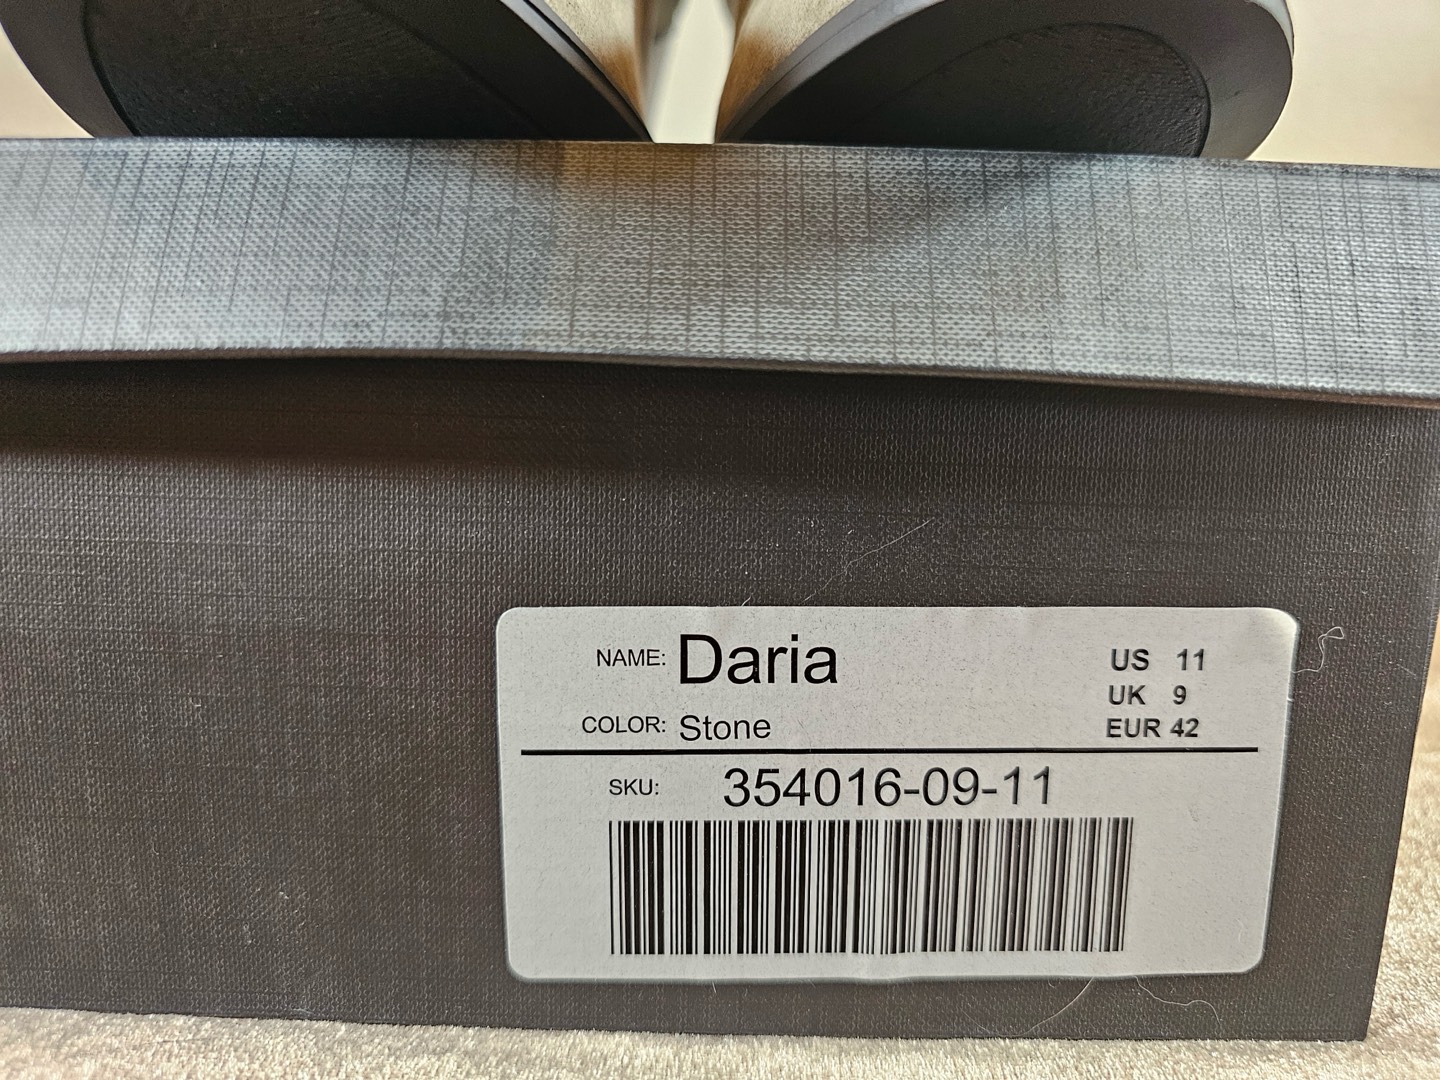 NAME: Daria
COLOR: Stone
US 11
UK 9
EUR 42
SKU: 354016-09-11